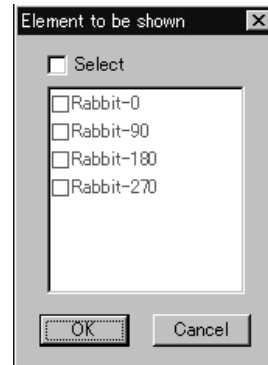 Element to be shown
Select
Rabbit-0
Rabbit-90
Rabbit-180
Rabbit-270
OK Cancel